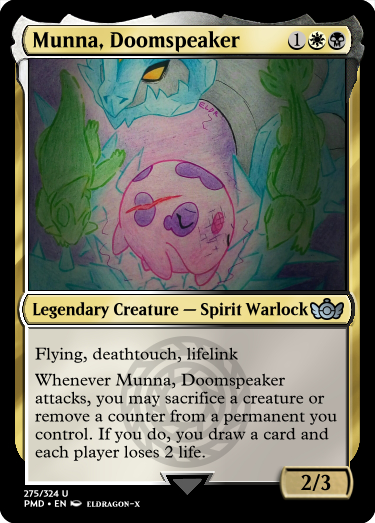 Munna, Doomspeaker 1
ELDR
Legendary Creature — Spirit Warlock
Flying, deathtouch, lifelink
Whenever Munna, Doomspeaker
attacks, you may sacrifice a creature or
remove a counter from a permanent you
control. If you do, you draw a card and
each player loses 2 life.
2/3
275/324 U
PMD • EN ELDRAGON-X